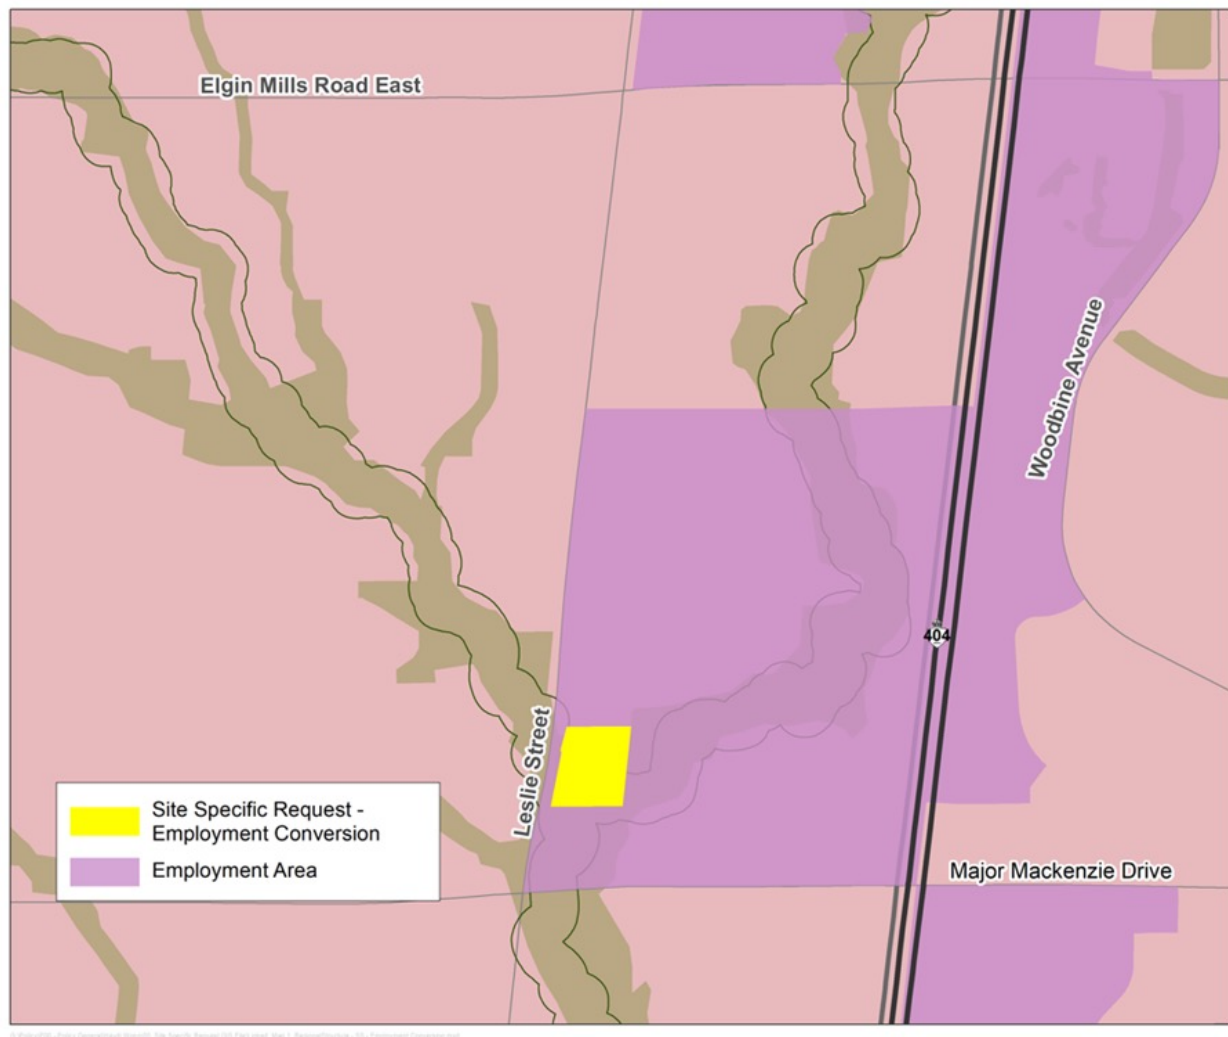 Elgin Mills Road East
Woodbine Avenue
404
Leslie Street
Site Specific Request -
Employment Conversion
Employment Area
Major Mackenzie Drive